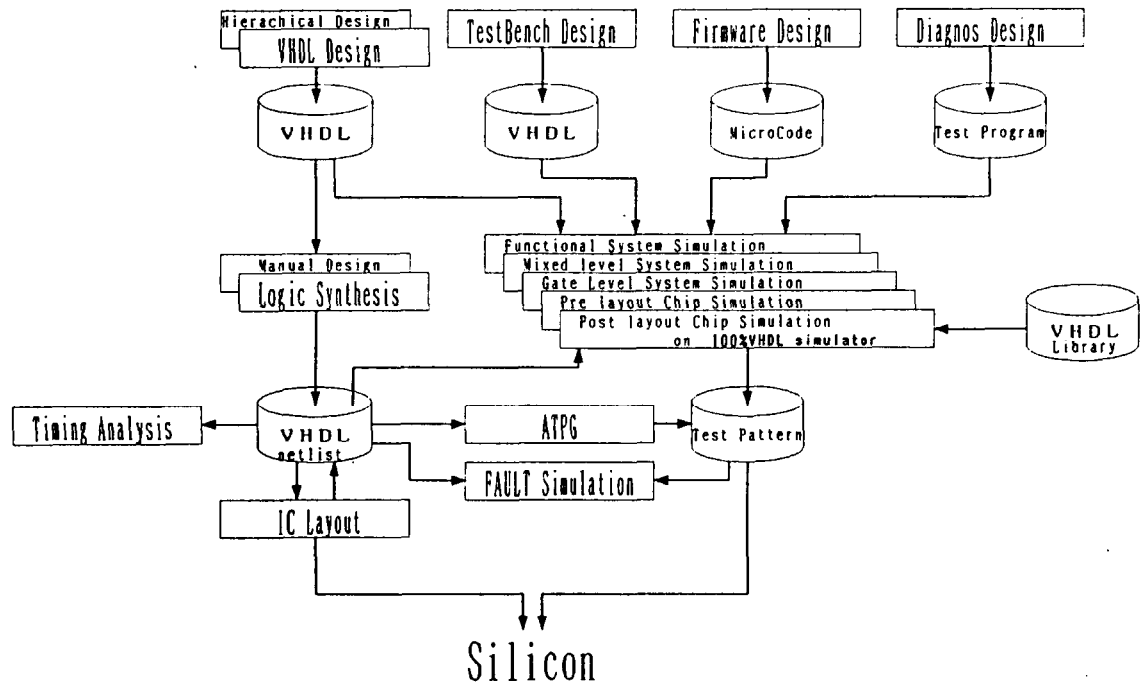 Hierachical Design
VHDL Design
TestBench Design
Firmware Design
Diagnos Design
VHDL
VHDL
MicroCode
Test Program
Functional System Simulation
Mixed level System Simulation
Gate Level System Simulation
Pre layout Chip Simulation
Post layout Chip Simulation
on 100%VHDL simulator
Manual Design
Logic Synthesis
VHDL
Library
Timing Analysis
VHDL
netlist
ATPG
Test Pattern
FAULT Simulation
IC Layout
Silicon